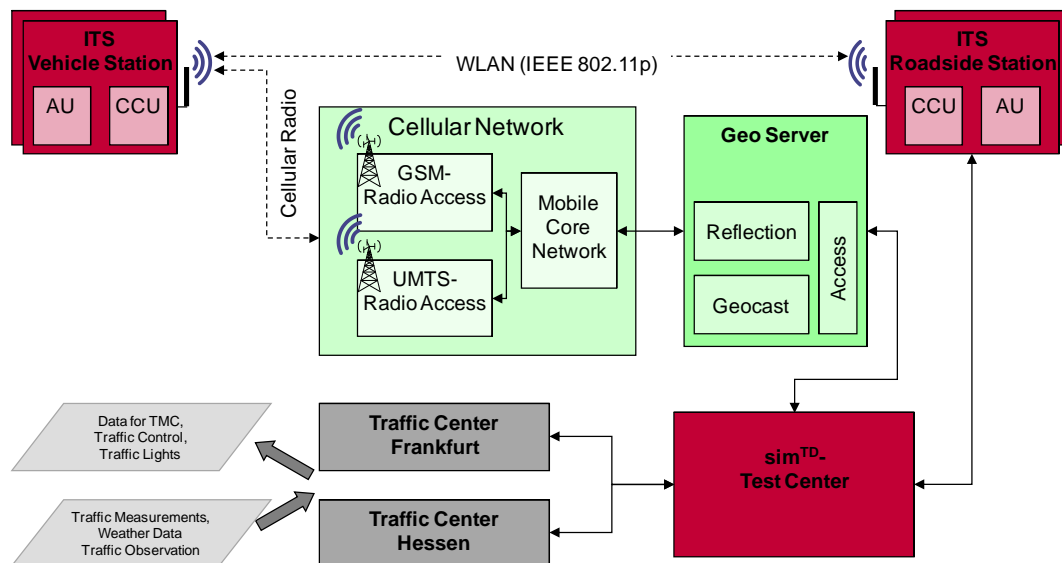 ITS
Vehicle Station
AU
CCU
WLAN (IEEE 802.11p)
ITS
Roadside Station
CCU
AU
Cellular Radio
Cellular Network
GSM-
Radio Access
UMTS-
Radio Access
Mobile
Core
Network
Geo Server
Reflection
Geocast
Access
Data for TMC,
Traffic Control,
Traffic Lights
Traffic Measurements,
Weather Data
Traffic Observation
Traffic Center
Frankfurt
Traffic Center
Hessen
simTD-
Test Center